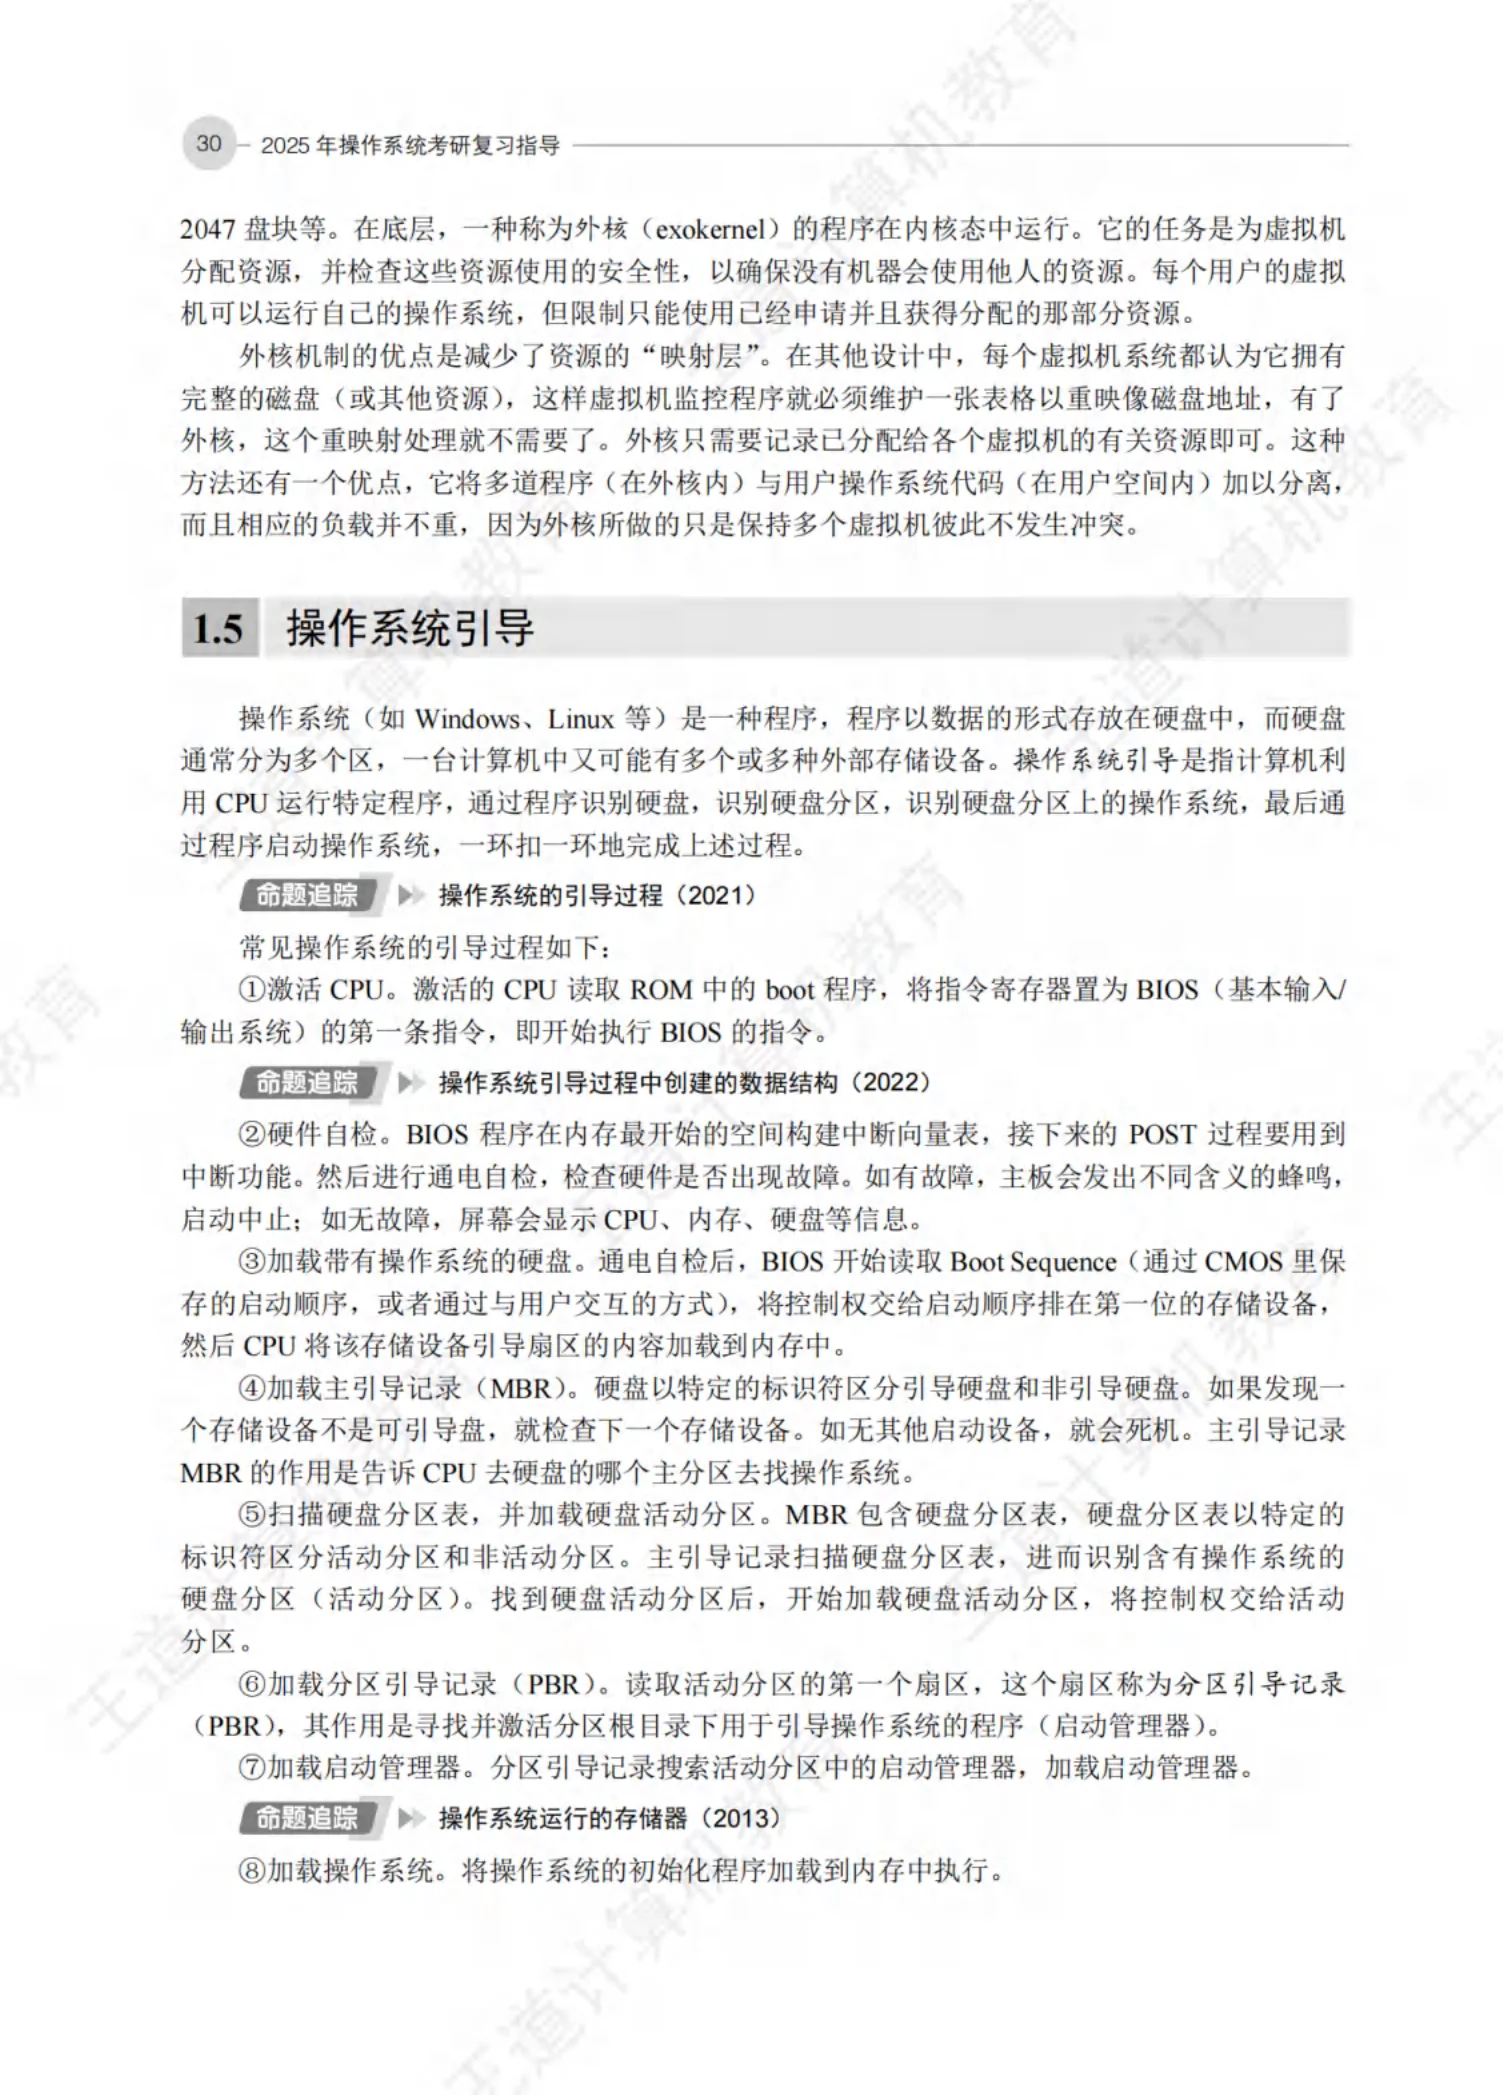 30 2025 年操作系统考研复习指导
2047 盘块等。在底层，一种称为外核（exokernel）的程序在内核态中运行。它的任务是为虚拟机
分配资源，并检查这些资源使用的安全性，以确保没有机器会使用他人的资源。每个用户的虚拟
机可以运行自己的操作系统，但限制只能使用已经申请并且获得分配的那部分资源。
外核机制的优点是减少了资源的“映射层”。在其他设计中，每个虚拟机系统都认为它拥有
完整的磁盘（或其他资源），这样虚拟机监控程序就必须维护一张表格以重映像磁盘地址，有了
外核，这个重映射处理就不需要了。外核只需要记录已分配给各个虚拟机的有关资源即可。这种
方法还有一个优点，它将多道程序（在外核内）与用户操作系统代码（在用户空间内）加以分离，
而且相应的负载并不重，因为外核所做的只是保持多个虚拟机彼此不发生冲突。
1.5 操作系统引导
操作系统（如 Windows、Linux 等）是一种程序，程序以数据的形式存放在硬盘中，而硬盘
通常分为多个区，一台计算机中又可能有多个或多种外部存储设备。操作系统引导是指计算机利
用 CPU 运行特定程序，通过程序识别硬盘，识别硬盘分区，识别硬盘分区上的操作系统，最后通
过程序启动操作系统，一环扣一环地完成上述过程。
命题追踪 操作系统的引导过程（2021）
常见操作系统的引导过程如下：
①激活 CPU。激活的 CPU 读取 ROM 中的 boot 程序，将指令寄存器置为 BIOS（基本输入/
输出系统）的第一条指令，即开始执行 BIOS 的指令。
命题追踪 操作系统引导过程中创建的数据结构（2022）
②硬件自检。BIOS 程序在内存最开始的空间构建中断向量表，接下来的 POST 过程要用到
中断功能。然后进行通电自检，检查硬件是否出现故障。如有故障，主板会发出不同含义的蜂鸣，
启动中止；如无故障，屏幕会显示 CPU、内存、硬盘等信息。
③加载带有操作系统的硬盘。通电自检后，BIOS 开始读取 Boot Sequence（通过 CMOS 里保
存的启动顺序，或者通过与用户交互的方式），将控制权交给启动顺序排在第一位的存储设备，
然后 CPU 将该存储设备引导扇区的内容加载到内存中。
④加载主引导记录（MBR）。硬盘以特定的标识符区分引导硬盘和非引导硬盘。如果发现一
个存储设备不是可引导盘，就检查下一个存储设备。如无其他启动设备，就会死机。主引导记录
MBR 的作用是告诉 CPU 去硬盘的哪个主分区去找操作系统。
⑤扫描硬盘分区表，并加载硬盘活动分区。MBR 包含硬盘分区表，硬盘分区表以特定的
标识符区分活动分区和非活动分区。主引导记录扫描硬盘分区表，进而识别含有操作系统的
硬盘分区（活动分区）。找到硬盘活动分区后，开始加载硬盘活动分区，将控制权交给活动
分区。
⑥加载分区引导记录（PBR）。读取活动分区的第一个扇区，这个扇区称为分区引导记录
（PBR），其作用是寻找并激活分区根目录下用于引导操作系统的程序（启动管理器）。
⑦加载启动管理器。分区引导记录搜索活动分区中的启动管理器，加载启动管理器。
命题追踪 操作系统运行的存储器（2013）
⑧加载操作系统。将操作系统的初始化程序加载到内存中执行。
王道计算机教育